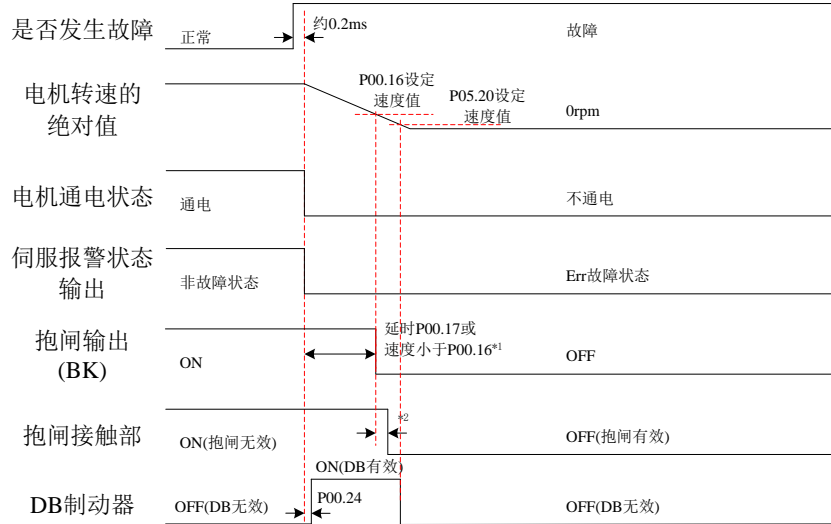 是否发生故障
正常
约0.2ms
故障
电机转速的
绝对值
P00.16设定
速度值
P05.20设定
速度值
0rpm
电机通电状态
通电
不通电
伺服报警状态
输出
非故障状态
Err故障状态
抱闸输出
(BK)
ON
延时P00.17或
速度小于P00.16*1
OFF
抱闸接触部
ON(抱闸无效)
*2
OFF(抱闸有效)
ON(DB有效)
DB制动器
OFF(DB无效)
P00.24
OFF(DB无效)